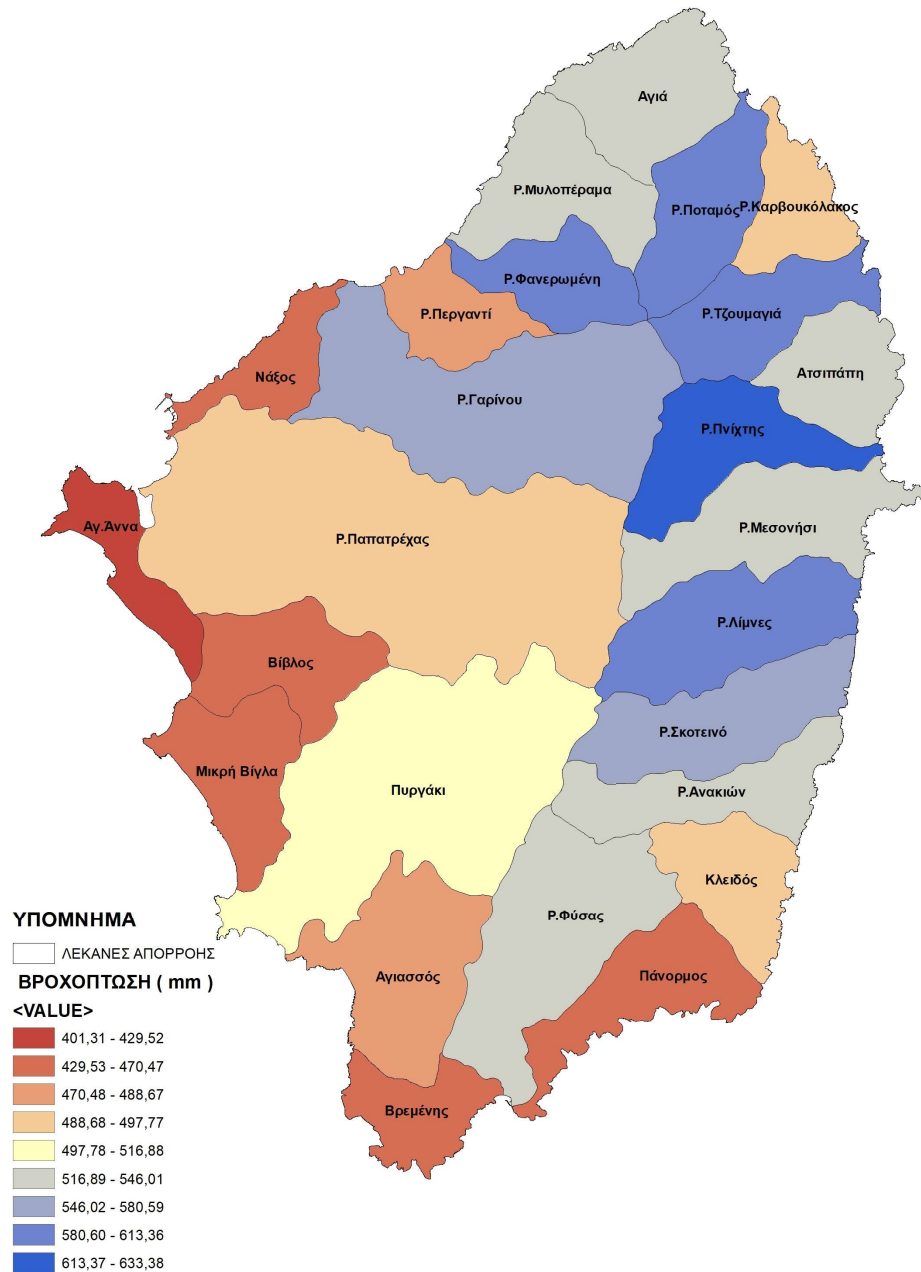 Αγιά
Ρ.Μυλοπέραμα
Ρ.Ποταμός
Ρ.Καρβουκόλακος
Ρ.Φανερωμένη
Ρ.Περγαντί
Ρ.Τζουμαγιά
Νάξος
Ατσιπάπη
Ρ.Γαρίνου
Ρ.Πνίχτης
Αγ.Άννα
Ρ.Μεσονήσι
Ρ.Παπατρέχας
Ρ.Λίμνες
Βίβλος
Ρ.Σκοτεινό
Μικρή Βίγλα
Πυργάκι
Ρ.Ανακιών
Κλειδός
Ρ.Φύσας
Πάνορμος
Αγιασσός
Βρεμένης
ΥΠΟΜΝΗΜΑ
ΛΕΚΑΝΕΣ ΑΠΟΡΡΟΗΣ
ΒΡΟΧΟΠΤΩΣΗ ( mm )
<VALUE>
401,31 - 429,52
429,53 - 470,47
470,48 - 488,67
488,68 - 497,77
497,78 - 516,88
516,89 - 546,01
546,02 - 580,59
580,60 - 613,36
613,37 - 633,38